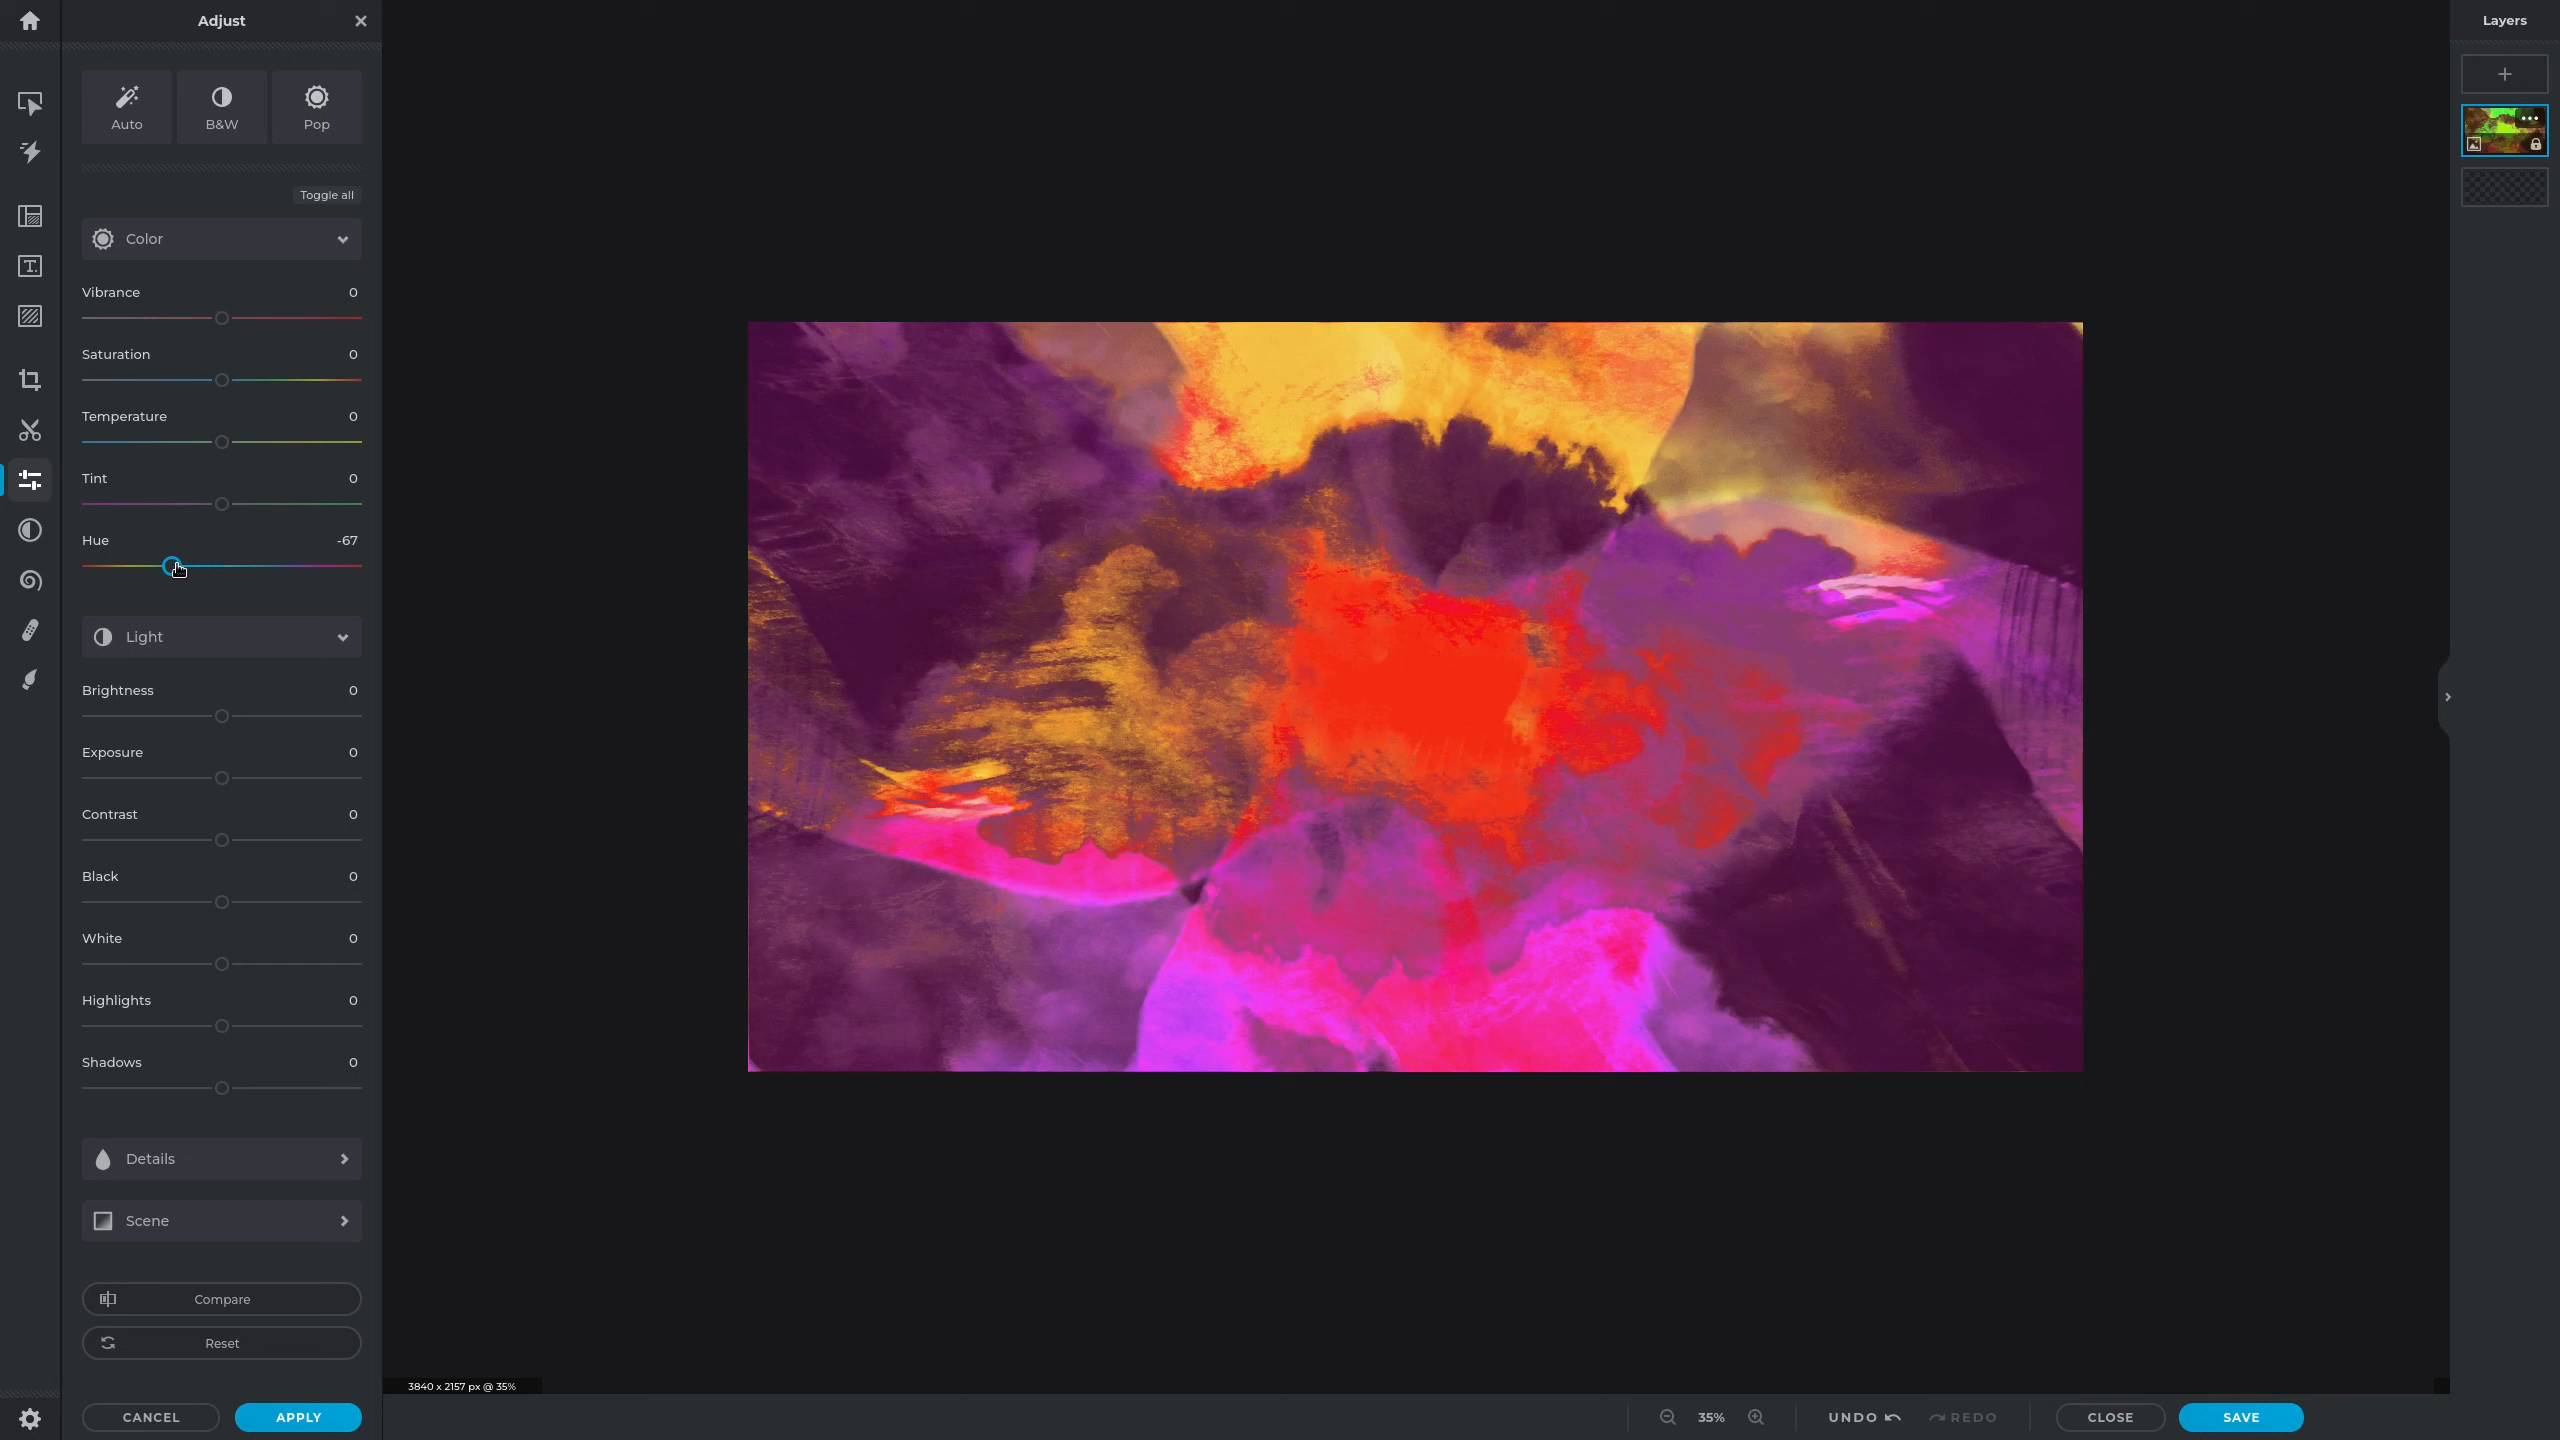 Adjust
Layers
Auto
B&W
Pop
Toggle all
Color
Vibrance 0
Saturation 0
Temperature 0
Tint 0
Hue -67
Light
Brightness 0
Exposure 0
Contrast 0
Black 0
White 0
Highlights 0
Shadows 0
Details
Scene
Compare
Reset
3840 x 2157 px @ 35%
CANCEL
APPLY
35%
UNDO
REDO
CLOSE
SAVE